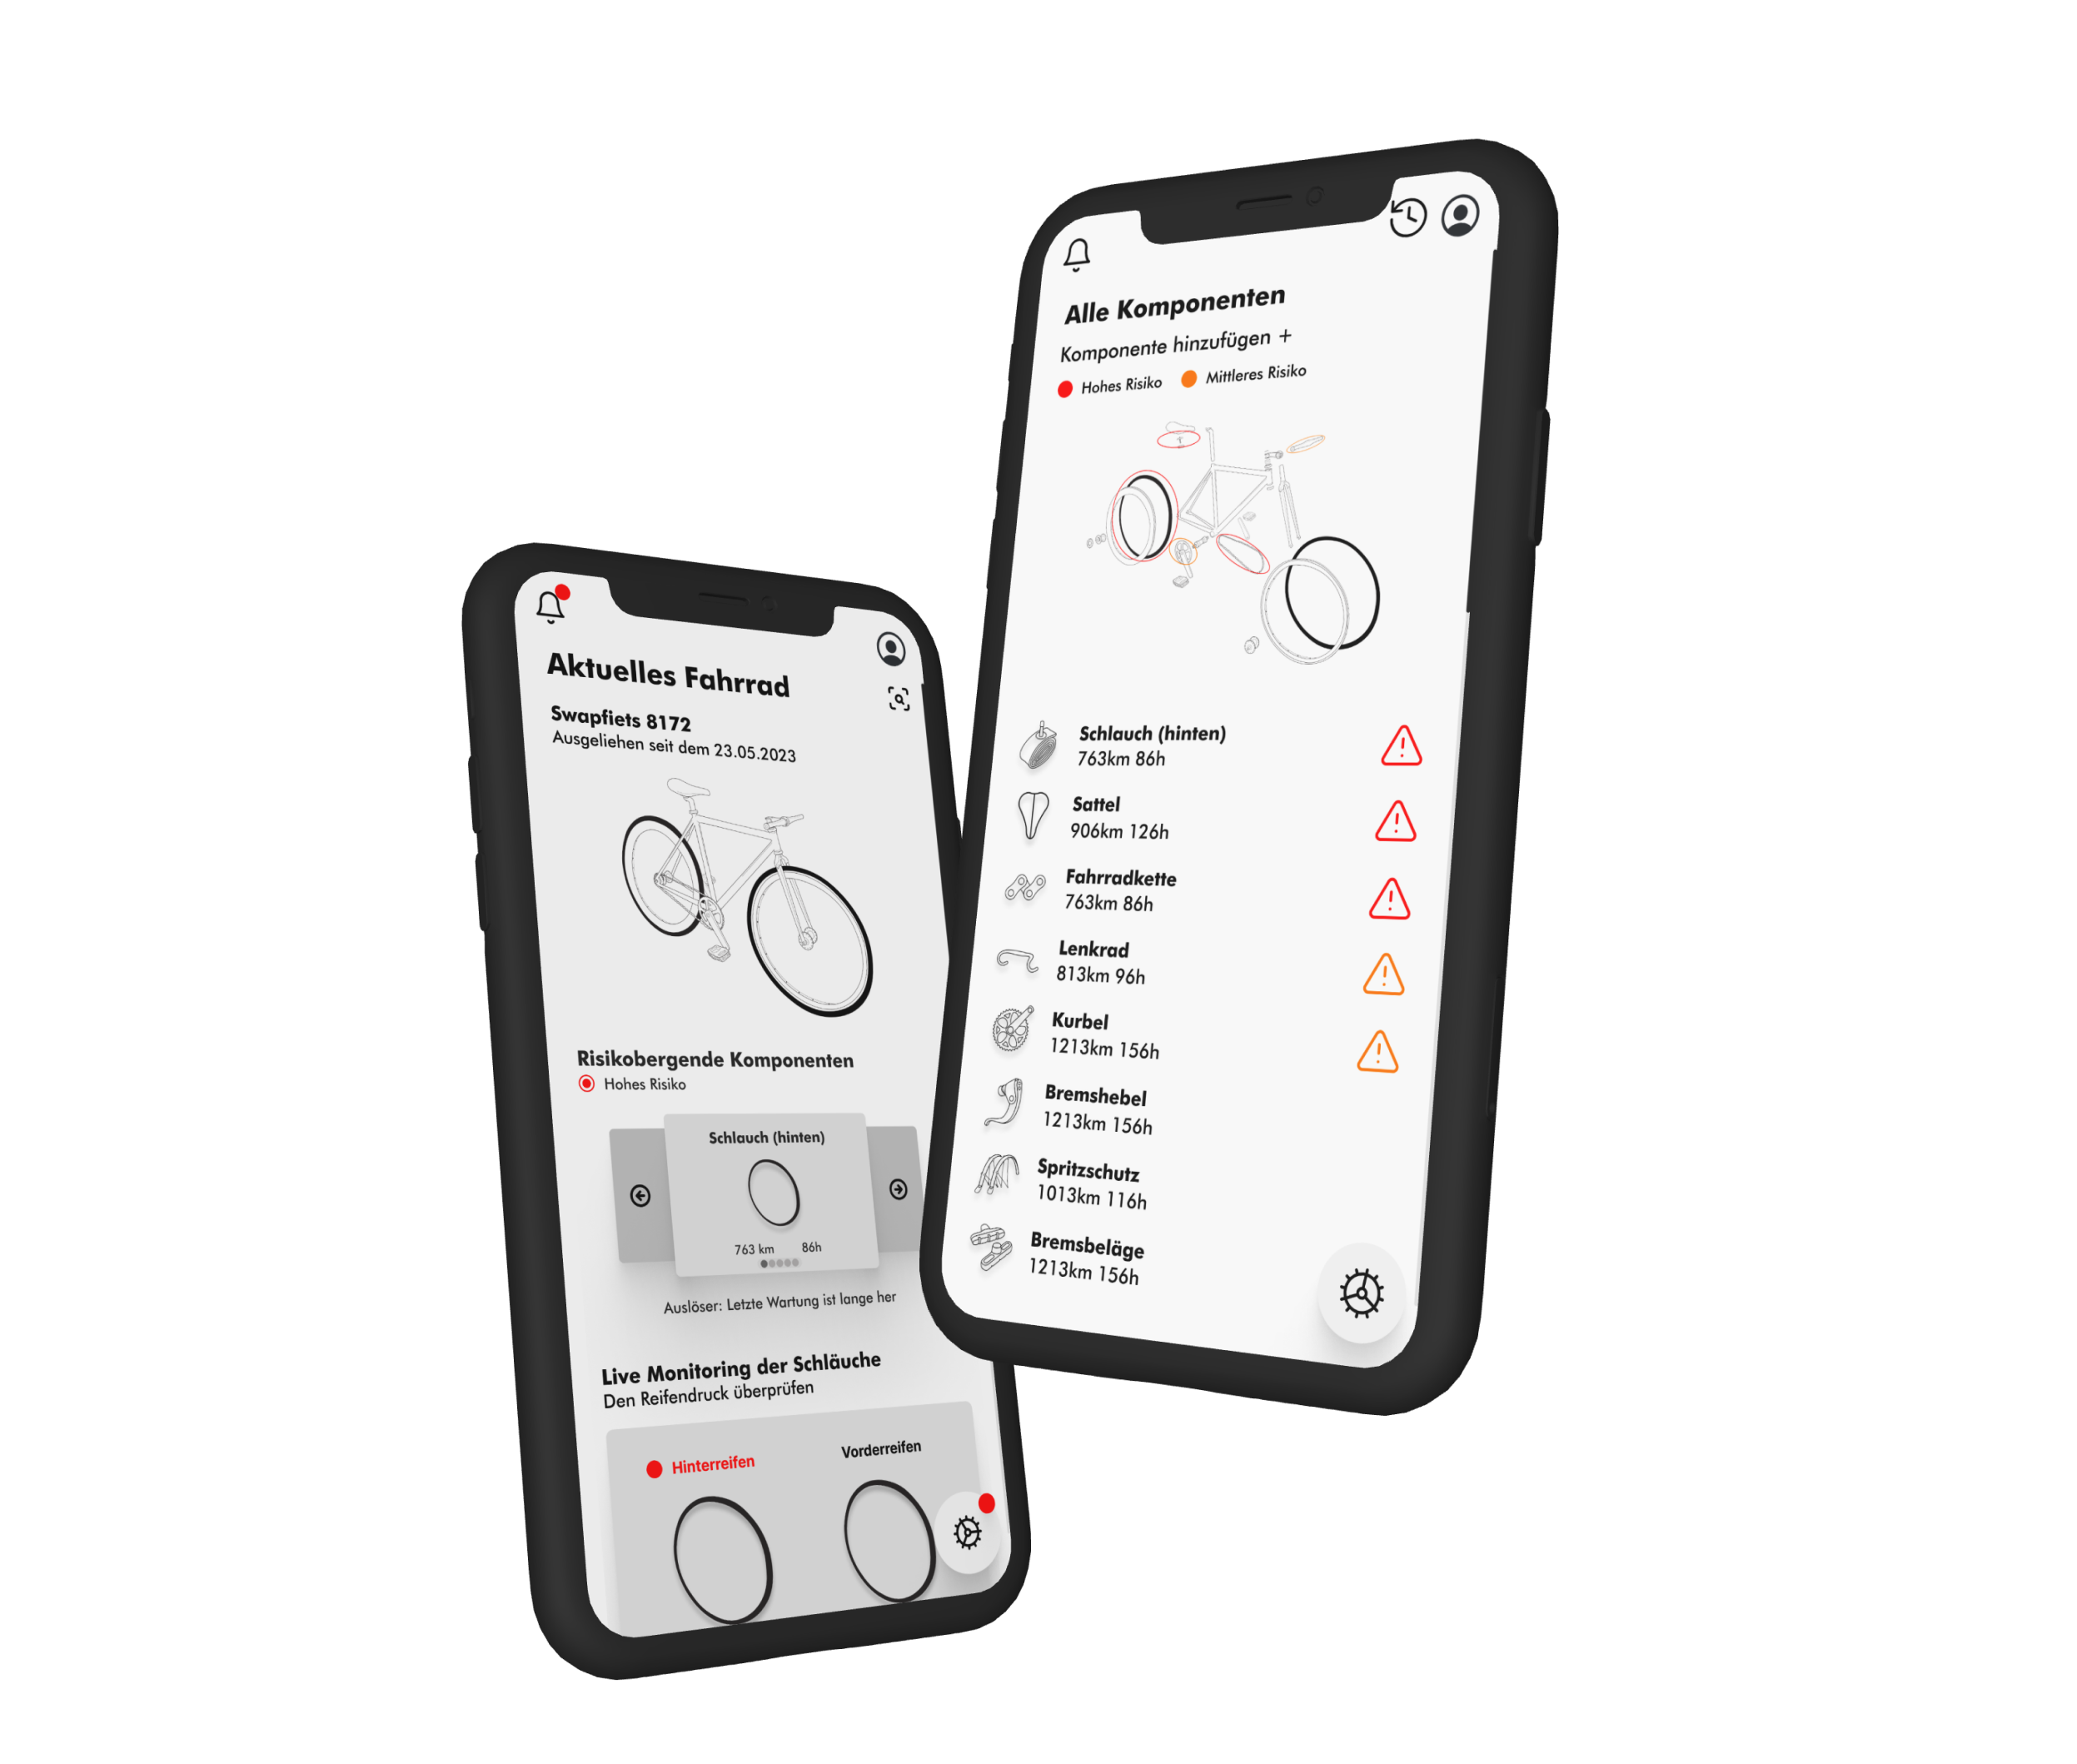 Aktuelles Fahrrad
Swapfiets 8172
Ausgeliehen seit dem 23.05.2023
Risikobergende Komponenten
Hohes Risiko
Schlauch (hinten)
763 km 86h
Auslöser: Letzte Wartung ist lange her
Live Monitoring der Schläuche
Den Reifendruck überprüfen
Hinterreifen
Vorderreifen
Alle Komponenten
Komponente hinzufügen +
Hohes Risiko Mittleres Risiko
Schlauch (hinten)
763km 86h
Sattel
906km 126h
Fahrradkette
763km 86h
Lenkrad
813km 96h
Kurbel
1213km 156h
Bremshebel
1213km 156h
Spritzschutz
1013km 116h
Bremsbeläge
1213km 156h